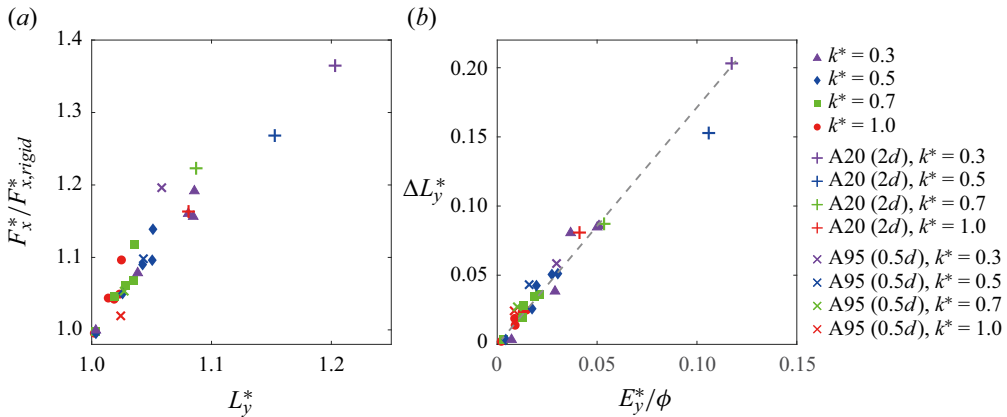 (a)
1.4
1.3
1.2
1.1
1.0
F*x/F*x,rigid
1.0
1.1
1.2
L*y
(b)
0.20
0.15
0.10
0.05
0
ΔL*y
0
0.05
0.10
0.15
E*y/ϕ
k* = 0.3
k* = 0.5
k* = 0.7
k* = 1.0
A20 (2d), k* = 0.3
A20 (2d), k* = 0.5
A20 (2d), k* = 0.7
A20 (2d), k* = 1.0
A95 (0.5d), k* = 0.3
A95 (0.5d), k* = 0.5
A95 (0.5d), k* = 0.7
A95 (0.5d), k* = 1.0